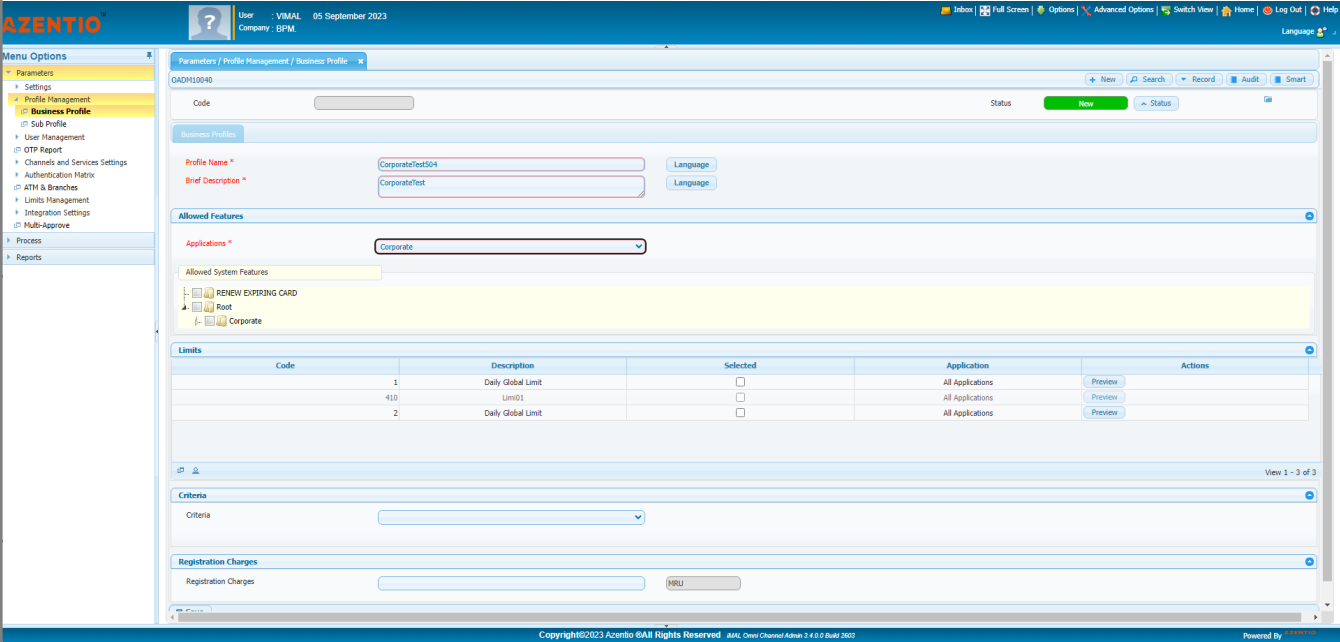 AZENTIO
?
User : VIMAL 05 September 2023
Company : BPM.
Inbox | Full Screen | Options | Advanced Options | Switch View | Home | Log Out | Help
Language
Menu Options
Parameters
Settings
Profile Management
Business Profile
Sub Profile
User Management
OTP Report
Channels and Services Settings
Authentication Matrix
ATM & Branches
Limits Management
Integration Settings
Multi-Approve
Process
Reports
Parameters / Profile Management / Business Profile
OADM10040
New Search Record Audit Smart
Code
Status New Status
Business Profiles
Profile Name * CorporateTest504 Language
Brief Description * CorporateTest Language
Allowed Features
Applications * Corporate
Allowed System Features
RENEW EXPIRING CARD
Root
Corporate
Limits
Code Description Selected Application Actions
1 Daily Global Limit All Applications Preview
410 Limi01 All Applications Preview
2 Daily Global Limit All Applications Preview
View 1 - 3 of 3
Criteria
Criteria
Registration Charges
Registration Charges MRU
Save
Copyright©2023 Azentio ®All Rights Reserved IMAL Omni Channel Admin 3.4.0.0 Build 2603
Powered By AZENTIO